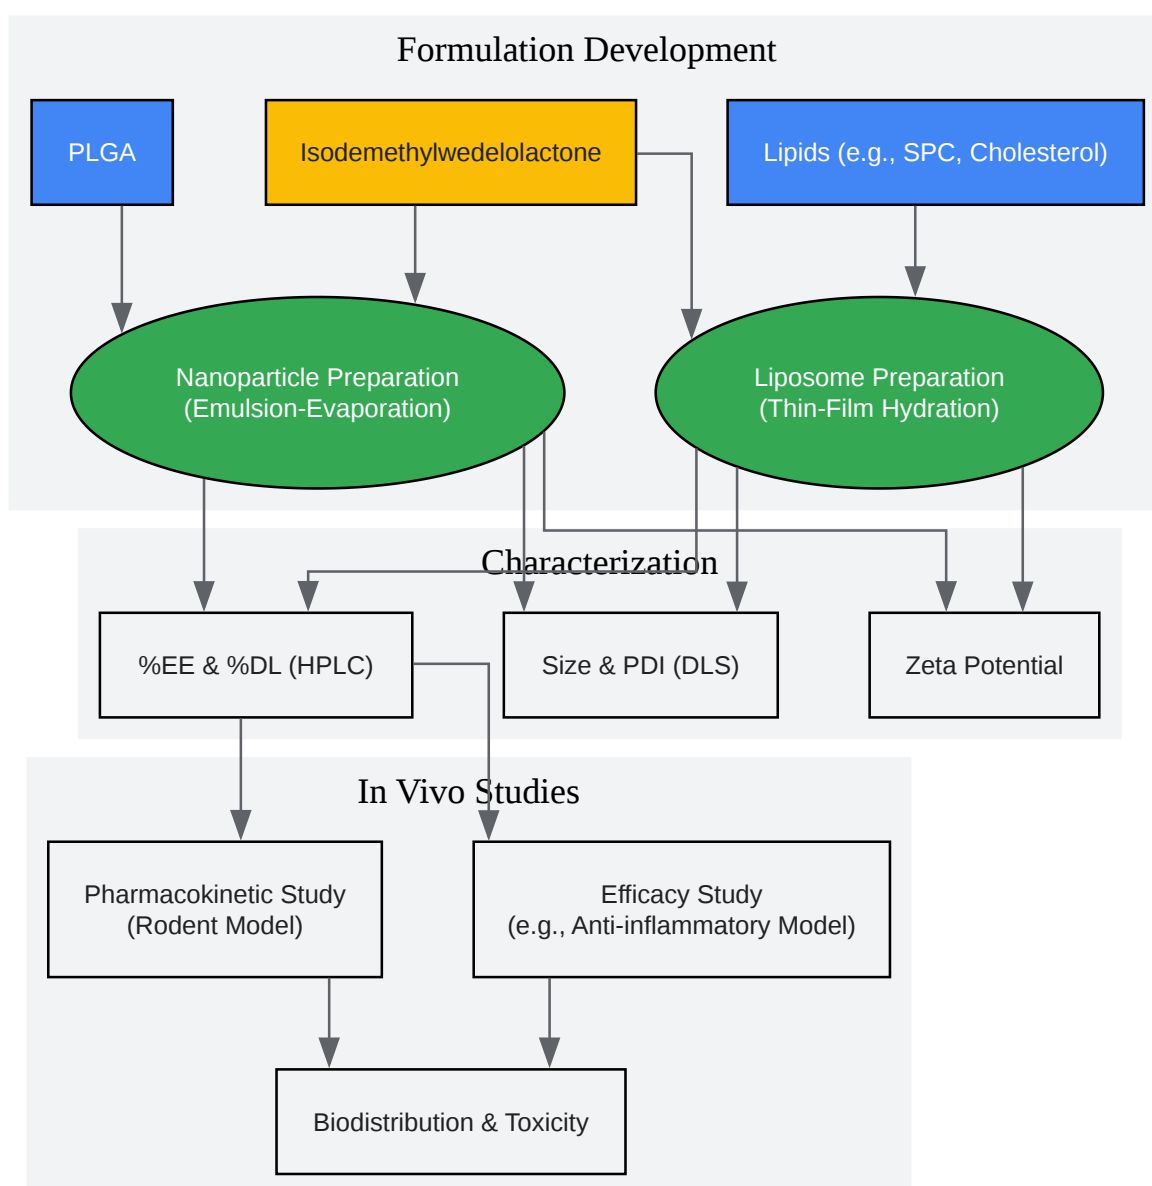 Formulation Development
PLGA
Isodemethylwedelolactone
Lipids (e.g., SPC, Cholesterol)
Nanoparticle Preparation
(Emulsion-Evaporation)
Liposome Preparation
(Thin-Film Hydration)
Characterization
%EE & %DL (HPLC)
Size & PDI (DLS)
Zeta Potential
In Vivo Studies
Pharmacokinetic Study
(Rodent Model)
Efficacy Study
(e.g., Anti-inflammatory Model)
Biodistribution & Toxicity